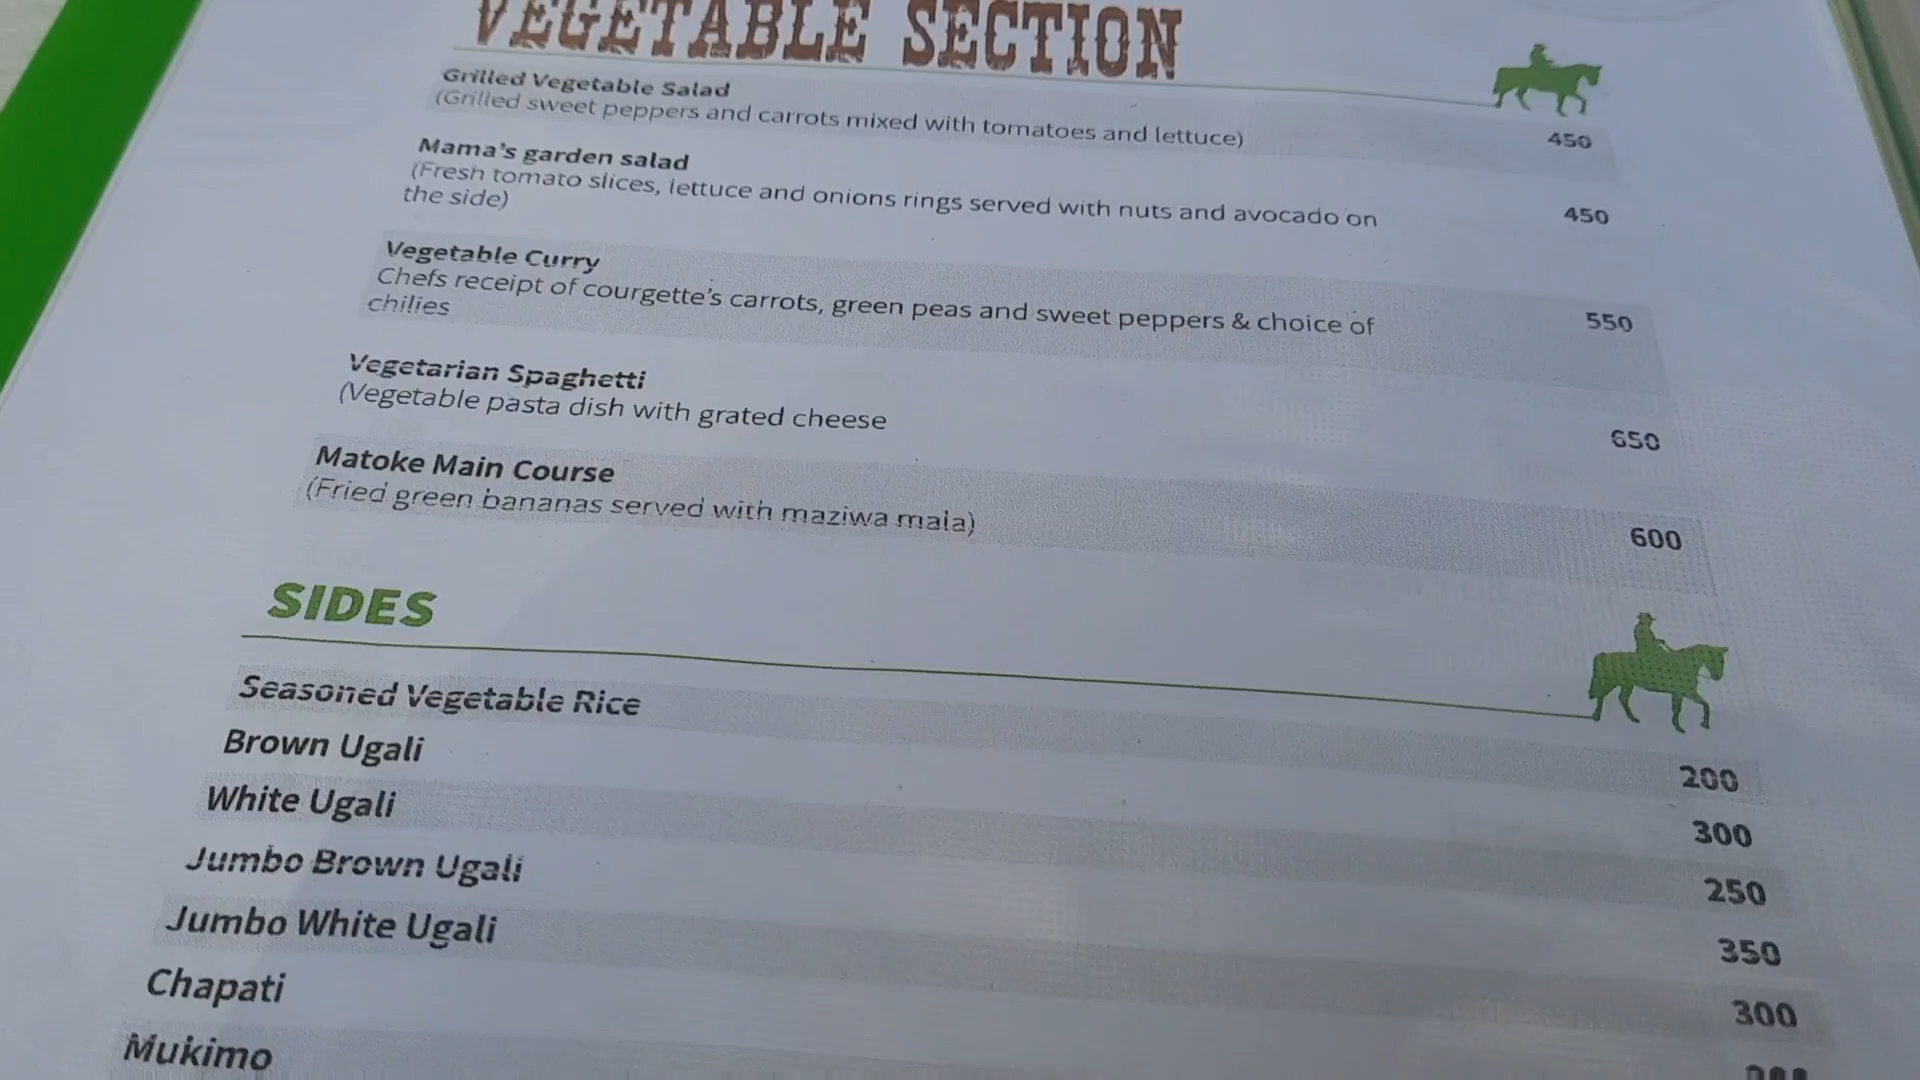 VEGETABLE SECTION
Grilled Vegetable Salad
(Grilled sweet peppers and carrots mixed with tomatoes and lettuce) 450
Mama's garden salad
(Fresh tomato slices, lettuce and onions rings served with nuts and avocado on 450
the side)
Vegetable Curry
Chefs receipt of courgette's carrots, green peas and sweet peppers & choice of 550
chilies
Vegetarian Spaghetti
(Vegetable pasta dish with grated cheese 650
Matoke Main Course
(Fried green bananas served with maziwa mala) 600
SIDES
Seasoned Vegetable Rice 200
Brown Ugali 300
White Ugali 250
Jumbo Brown Ugali 350
Jumbo White Ugali 300
Chapati
Mukimo